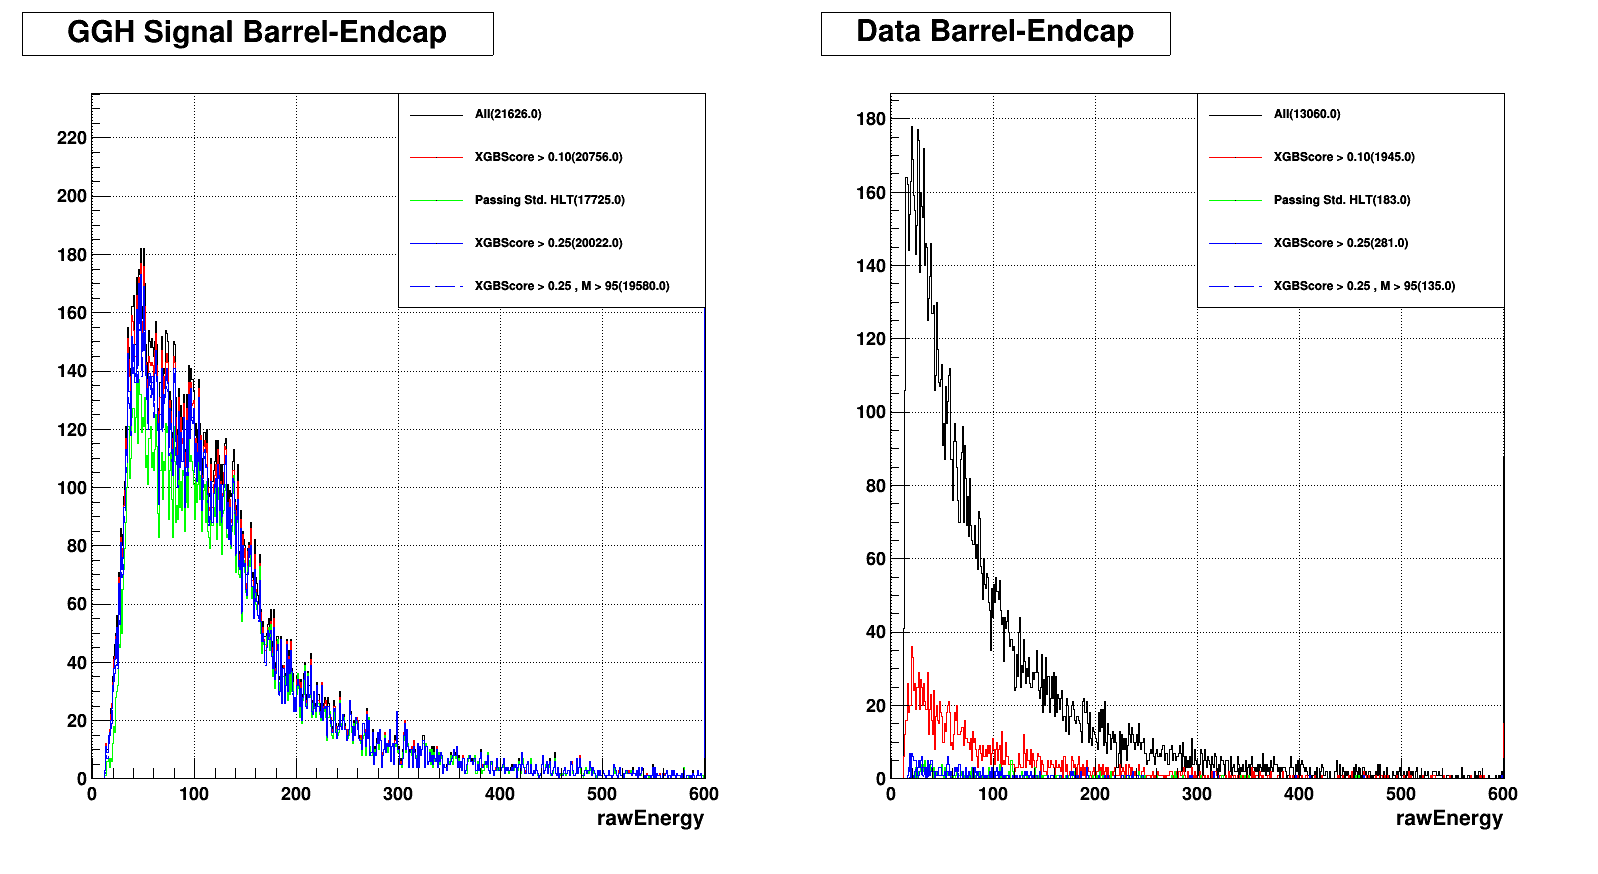 GGH Signal Barrel-Endcap
All(21626.0)
XGBScore > 0.10(20756.0)
Passing Std. HLT(17725.0)
XGBScore > 0.25(20022.0)
XGBScore > 0.25 , M > 95(19580.0)
220
200
180
160
140
120
100
80
60
40
20
0
0 100 200 300 400 500 600
rawEnergy
Data Barrel-Endcap
All(13060.0)
XGBScore > 0.10(1945.0)
Passing Std. HLT(183.0)
XGBScore > 0.25(281.0)
XGBScore > 0.25 , M > 95(135.0)
180
160
140
120
100
80
60
40
20
0
0 100 200 300 400 500 600
rawEnergy